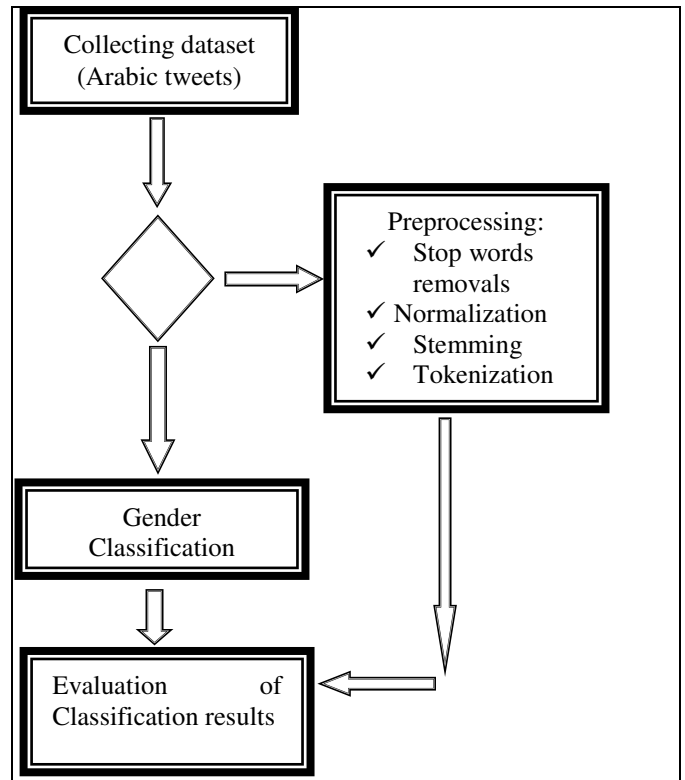 Collecting dataset
(Arabic tweets)
Preprocessing:
✓ Stop words
removals
✓ Normalization
✓ Stemming
✓ Tokenization
Gender
Classification
Evaluation of
Classification results